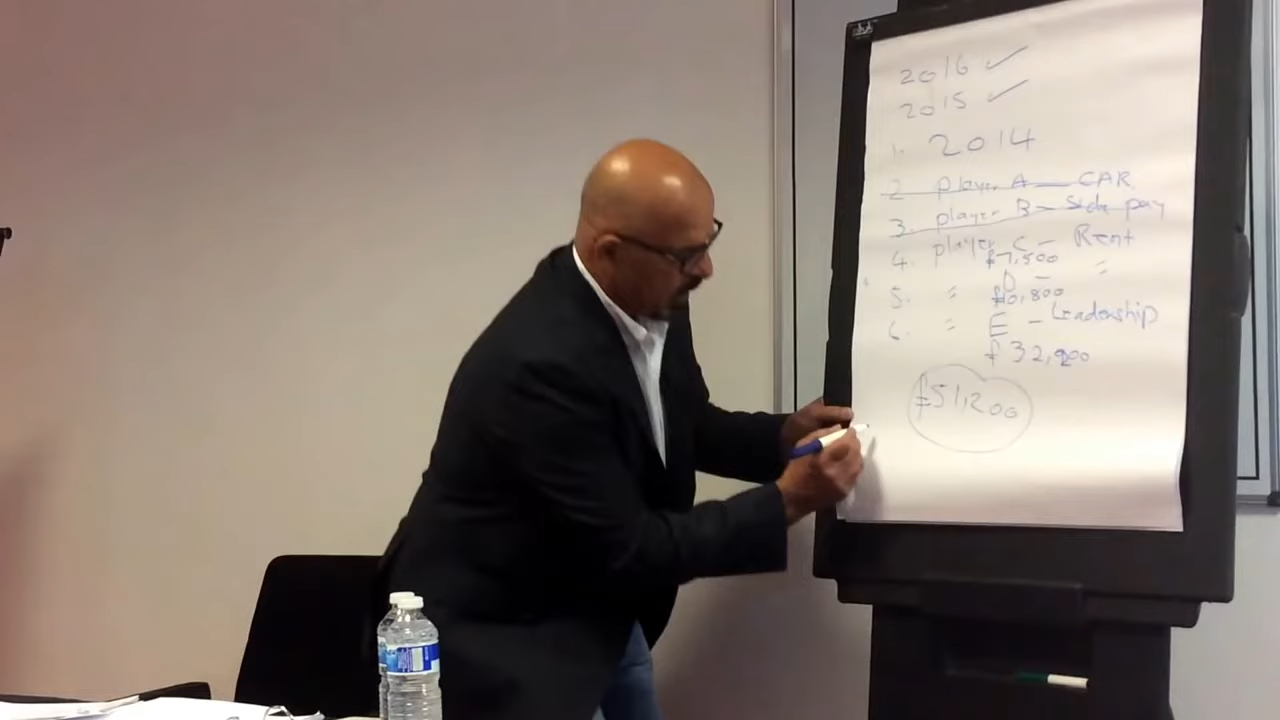 2016 ✓
2015 ✓
1. 2014
2 player A — CAR
3. player B – Side pay
4. player C – Rent
£7,500
5. " D – "
£10,800
6. " E – Leadership
£ 32,900
£51,200